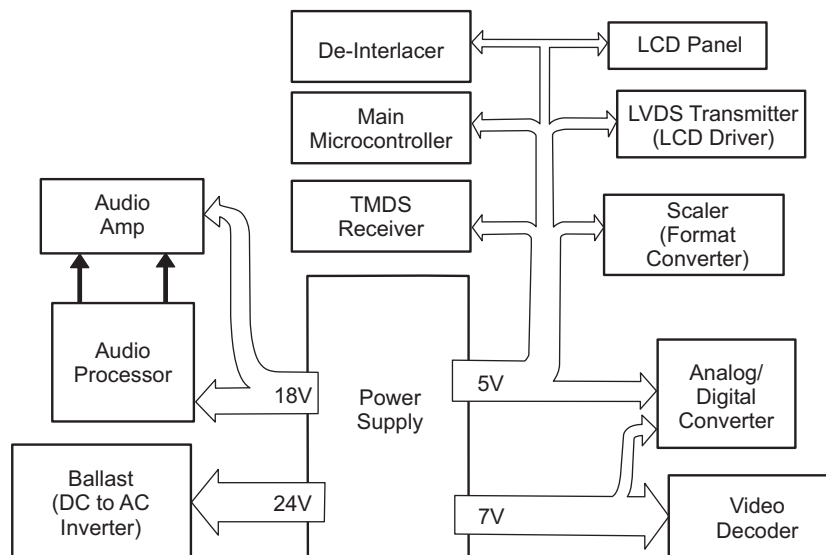 De-Interlacer
LCD Panel
Main
Microcontroller
LVDS Transmitter
(LCD Driver)
TMDS
Receiver
Scaler
(Format
Converter)
Audio
Amp
Audio
Processor
18V
Power
Supply
5V
Analog/
Digital
Converter
Ballast
(DC to AC
Inverter)
24V
7V
Video
Decoder